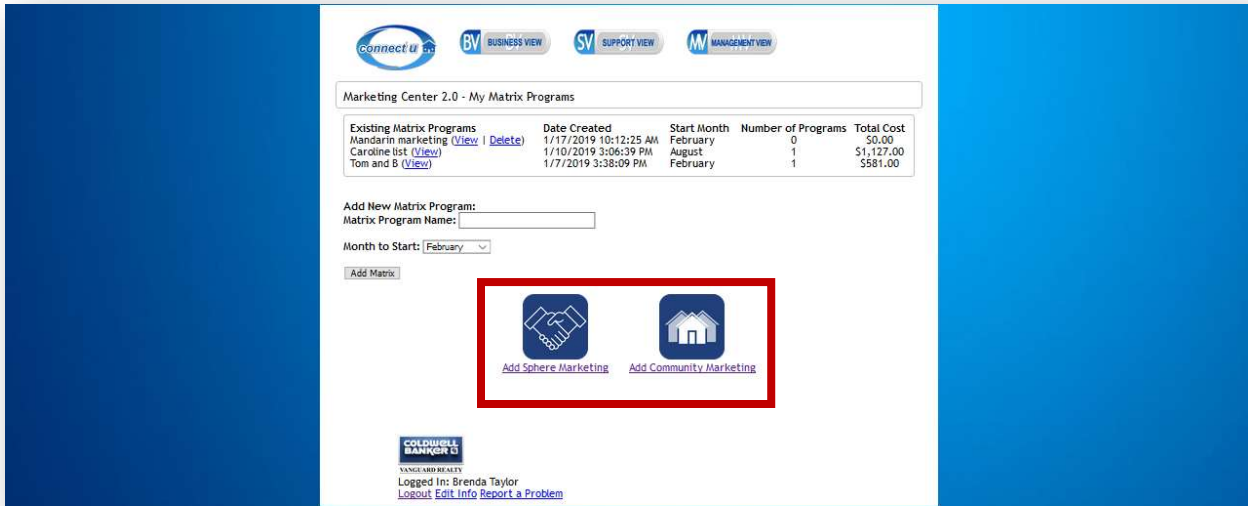 connect u
BV BUSINESS VIEW
SV SUPPORT VIEW
MV MANAGEMENT VIEW
Marketing Center 2.0 - My Matrix Programs
Existing Matrix Programs Date Created Start Month Number of Programs Total Cost
Mandarin marketing (View | Delete) 1/17/2019 10:12:25 AM February 0 $0.00
Caroline list (View) 1/10/2019 3:06:39 PM August 1 $1,127.00
Tom and B (View) 1/7/2019 3:38:09 PM February 1 $581.00
Add New Matrix Program:
Matrix Program Name:
Month to Start: February
Add Matrix
Add Sphere Marketing Add Community Marketing
COLDWELL
BANKER
VANGUARD REALTY
Logged In: Brenda Taylor
Logout Edit Info Report a Problem